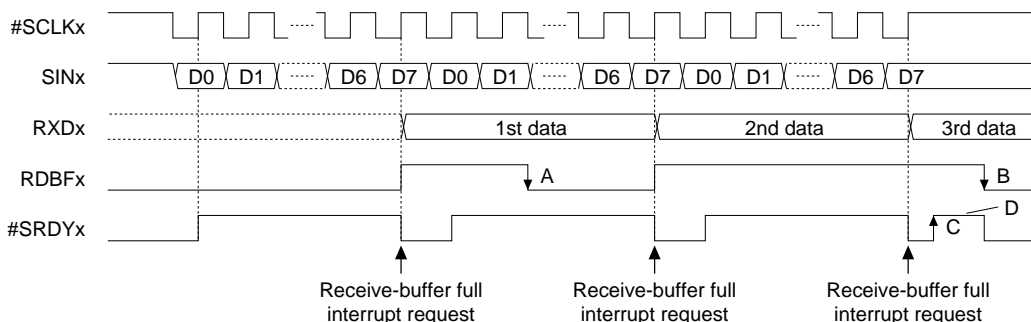 #SCLKx
SINx D0 D1 D6 D7 D0 D1 D6 D7 D0 D1 D6 D7
RXDx 1st data 2nd data 3rd data
RDBFx A B
#SRDYx C D
Receive-buffer full
interrupt request
Receive-buffer full
interrupt request
Receive-buffer full
interrupt request